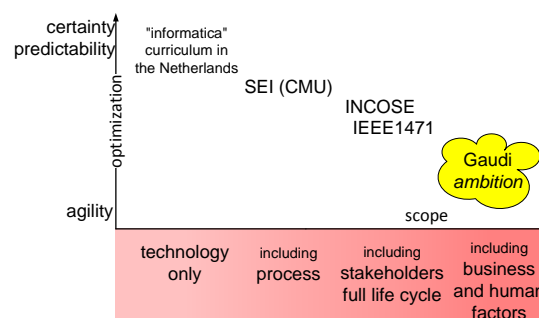 certainty
predictability
optimization
agility
"informatica"
curriculum in
the Netherlands
SEI (CMU)
INCOSE
IEEE1471
Gaudi
ambition
scope
technology
only
including
process
including
stakeholders
full life cycle
including
business
and human
factors